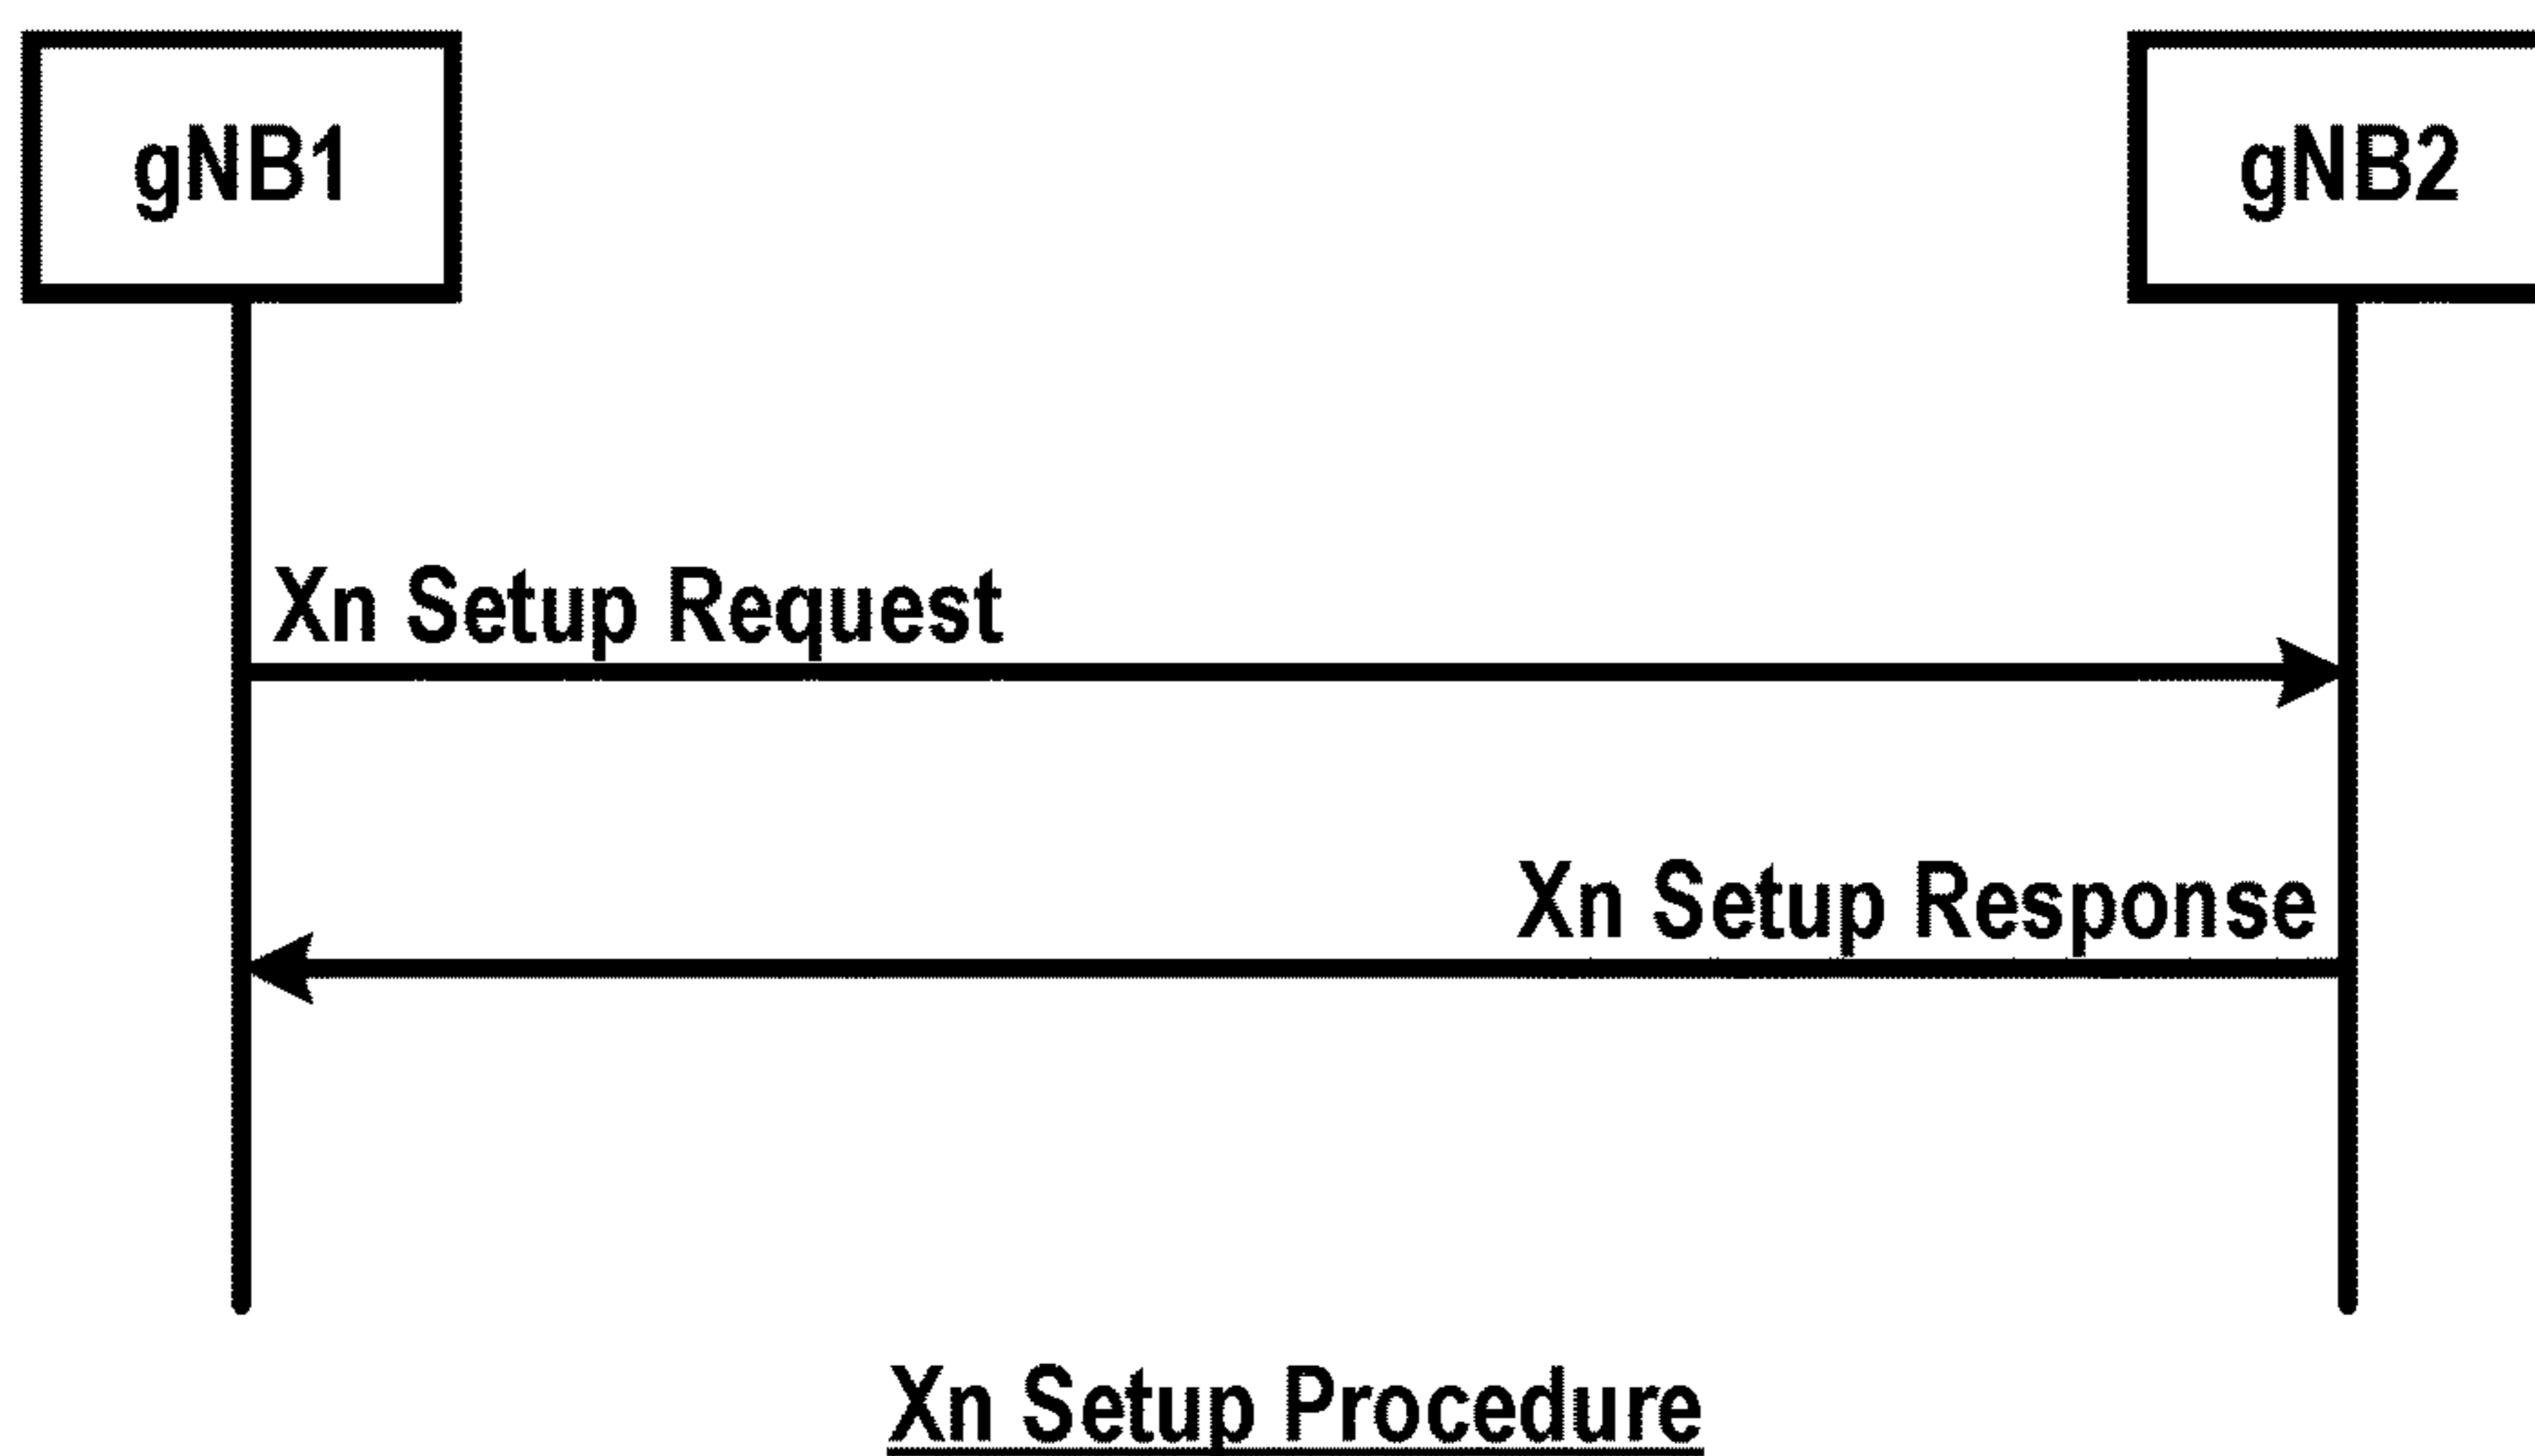 gNB1
gNB2
Xn Setup Request
Xn Setup Response
Xn Setup Procedure